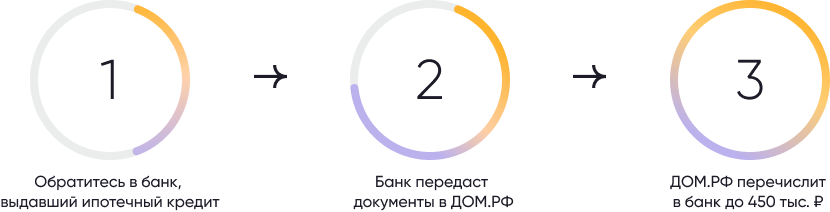 1
2
3
Обратитесь в банк,
выдавший ипотечный кредит
Банк передаст
документы в ДОМ.РФ
ДОМ.РФ перечислит
в банк до 450 тыс. ₽